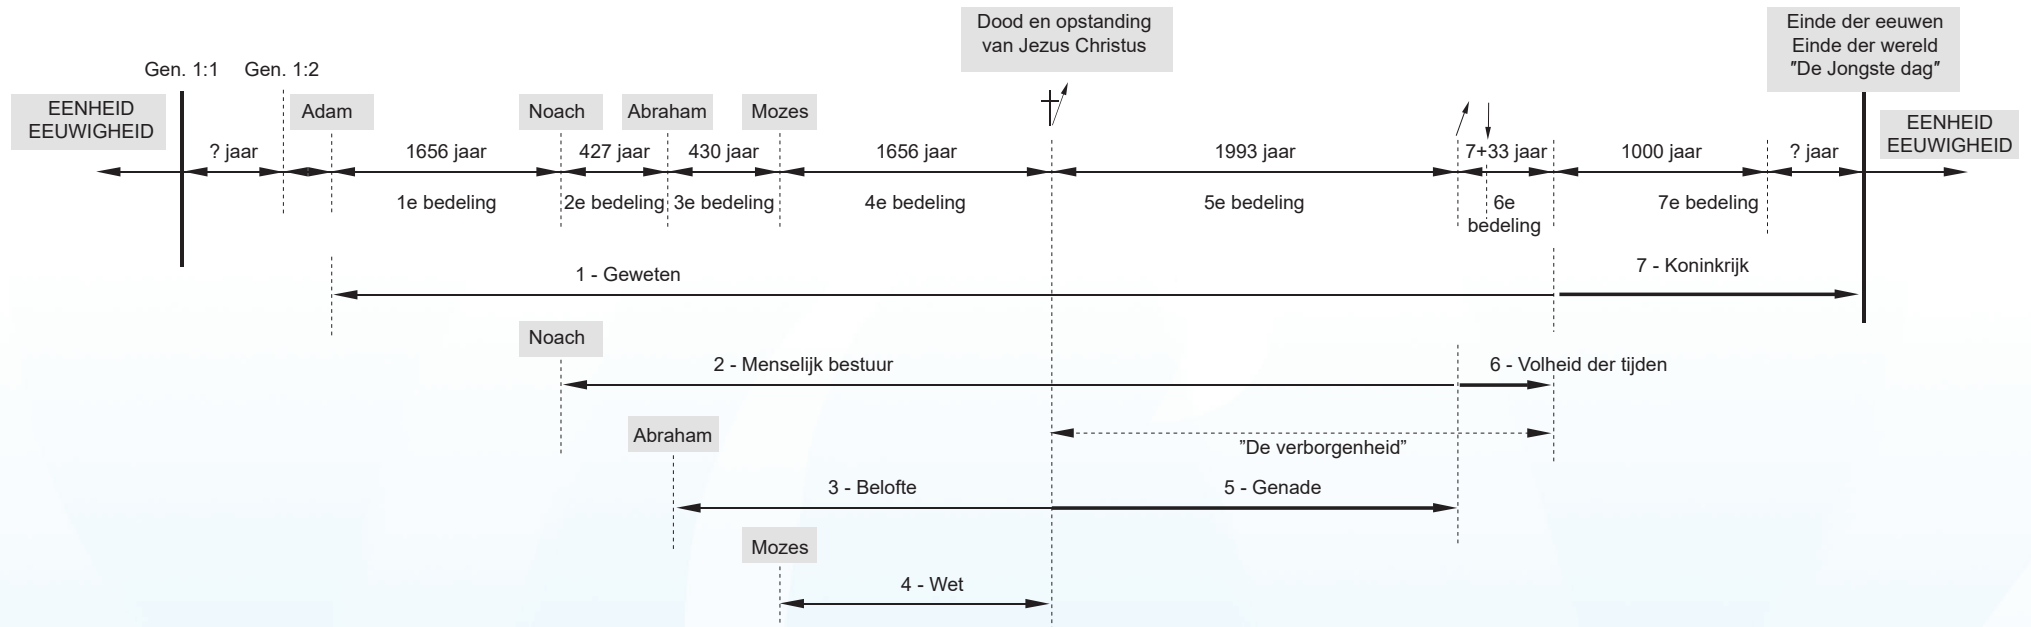 Dood en opstanding
van Jezus Christus
Einde der eeuwen
Einde der wereld
"De Jongste dag"
Gen. 1:1
Gen. 1:2
EENHEID
EEUWIGHEID
Adam
Noach
Abraham
Mozes
EENHEID
EEUWIGHEID
? jaar
1656 jaar
427 jaar
430 jaar
1656 jaar
1993 jaar
7+33 jaar
1000 jaar
? jaar
1e bedeling
2e bedeling
3e bedeling
4e bedeling
5e bedeling
6e
bedeling
7e bedeling
1 - Geweten
7 - Koninkrijk
Noach
2 - Menselijk bestuur
6 - Volheid der tijden
Abraham
"De verborgenheid"
3 - Belofte
5 - Genade
Mozes
4 - Wet